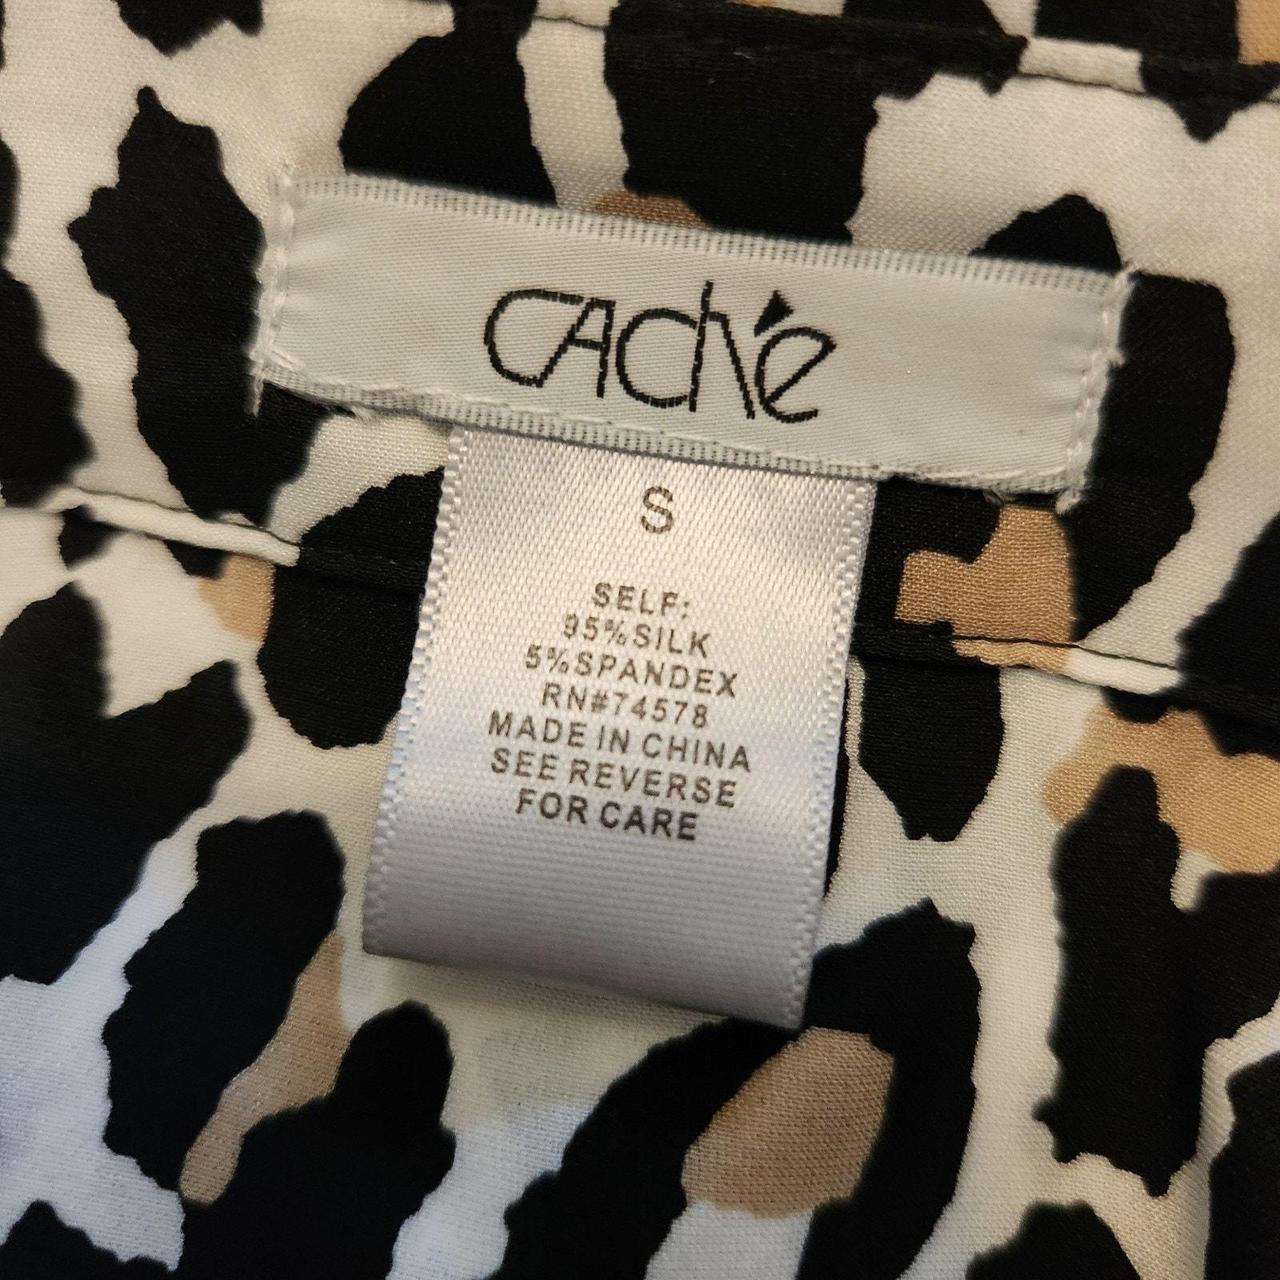 caché
S
SELF:
95%SILK
5%SPANDEX
RN#74578
MADE IN CHINA
SEE REVERSE
FOR CARE